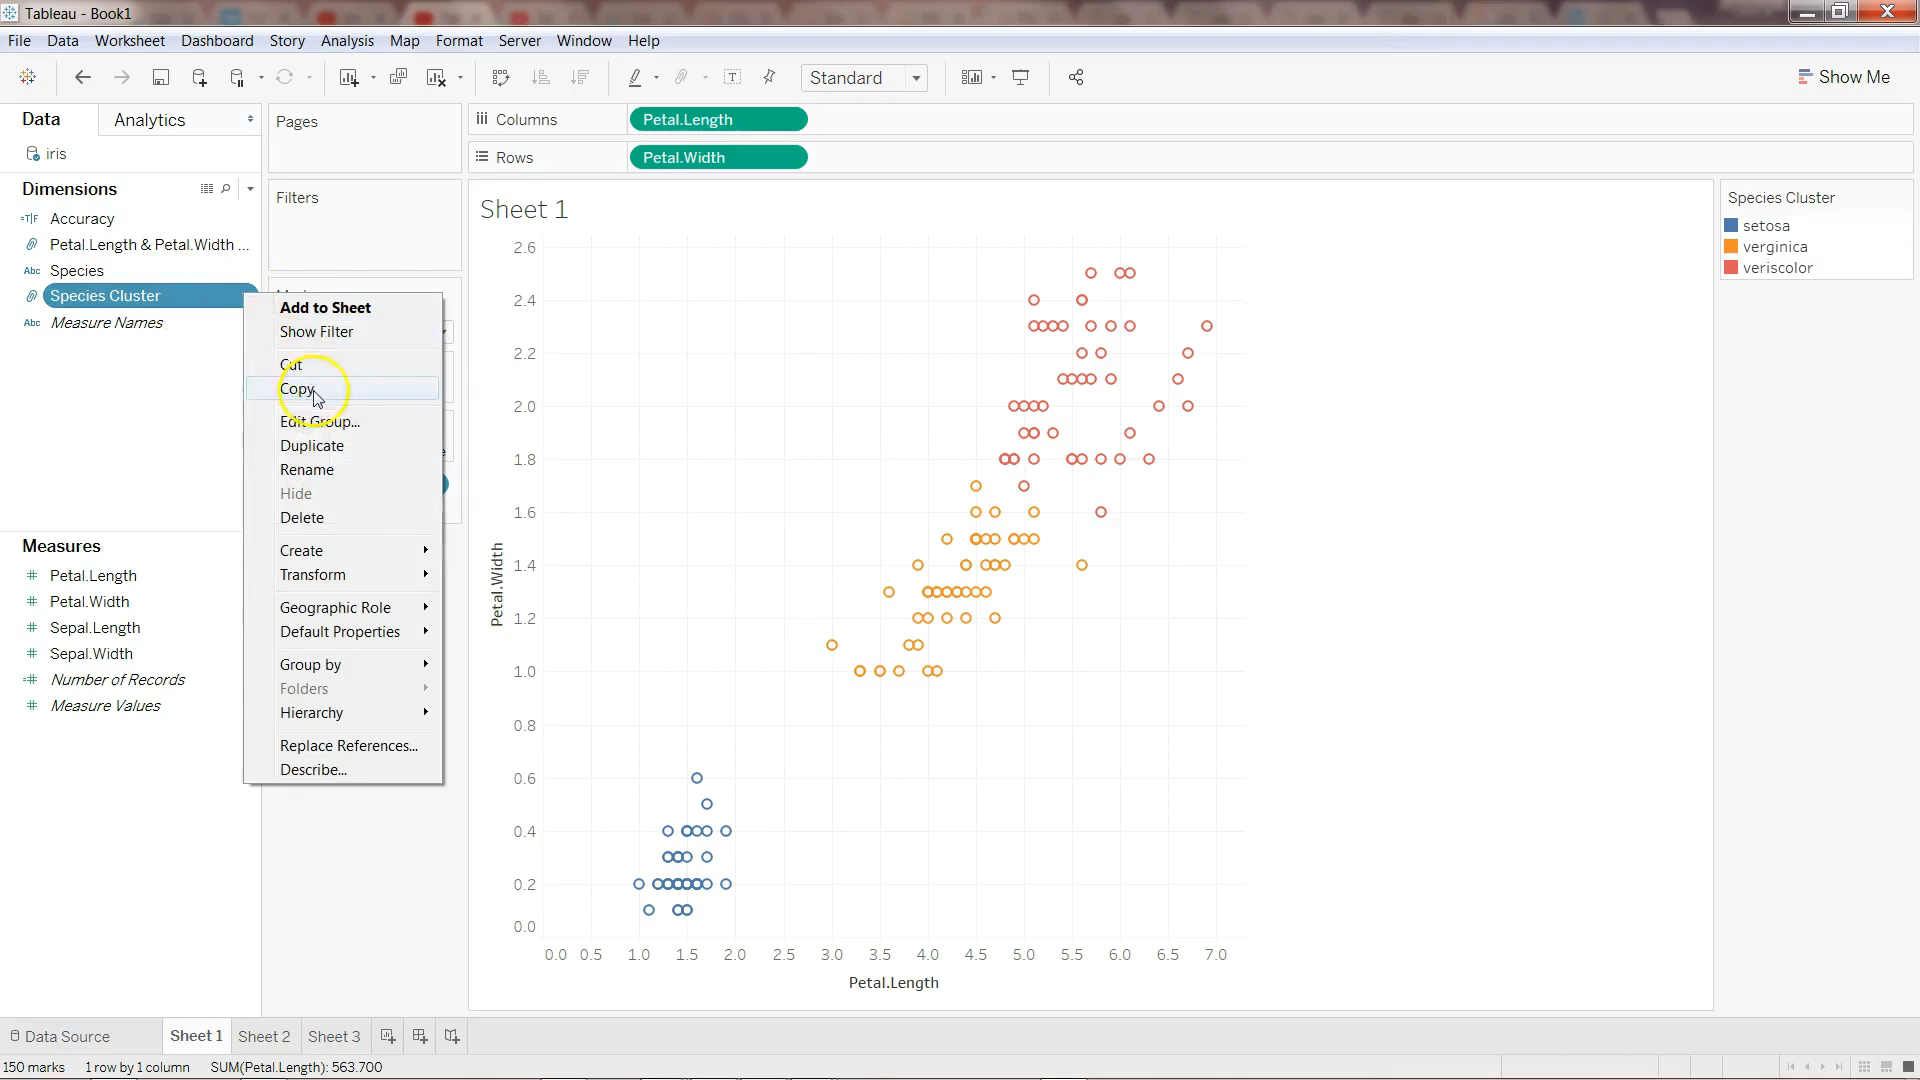 Tableau - Book1
File Data Worksheet Dashboard Story Analysis Map Format Server Window Help
Standard
Show Me
Data Analytics
iris
Dimensions
=T|F Accuracy
Petal.Length & Petal.Width ...
Abc Species
Species Cluster
Abc Measure Names
Measures
# Petal.Length
# Petal.Width
# Sepal.Length
# Sepal.Width
=# Number of Records
# Measure Values
Pages
Filters
Add to Sheet
Show Filter
Cut
Copy
Edit Group...
Duplicate
Rename
Hide
Delete
Create
Transform
Geographic Role
Default Properties
Group by
Folders
Hierarchy
Replace References...
Describe...
Columns Petal.Length
Rows Petal.Width
Sheet 1
2.6
2.4
2.2
2.0
1.8
1.6
1.4
1.2
1.0
0.8
0.6
0.4
0.2
0.0
Petal.Width
0.0 0.5 1.0 1.5 2.0 2.5 3.0 3.5 4.0 4.5 5.0 5.5 6.0 6.5 7.0
Petal.Length
Species Cluster
setosa
verginica
veriscolor
Data Source Sheet 1 Sheet 2 Sheet 3
150 marks 1 row by 1 column SUM(Petal.Length): 563.700